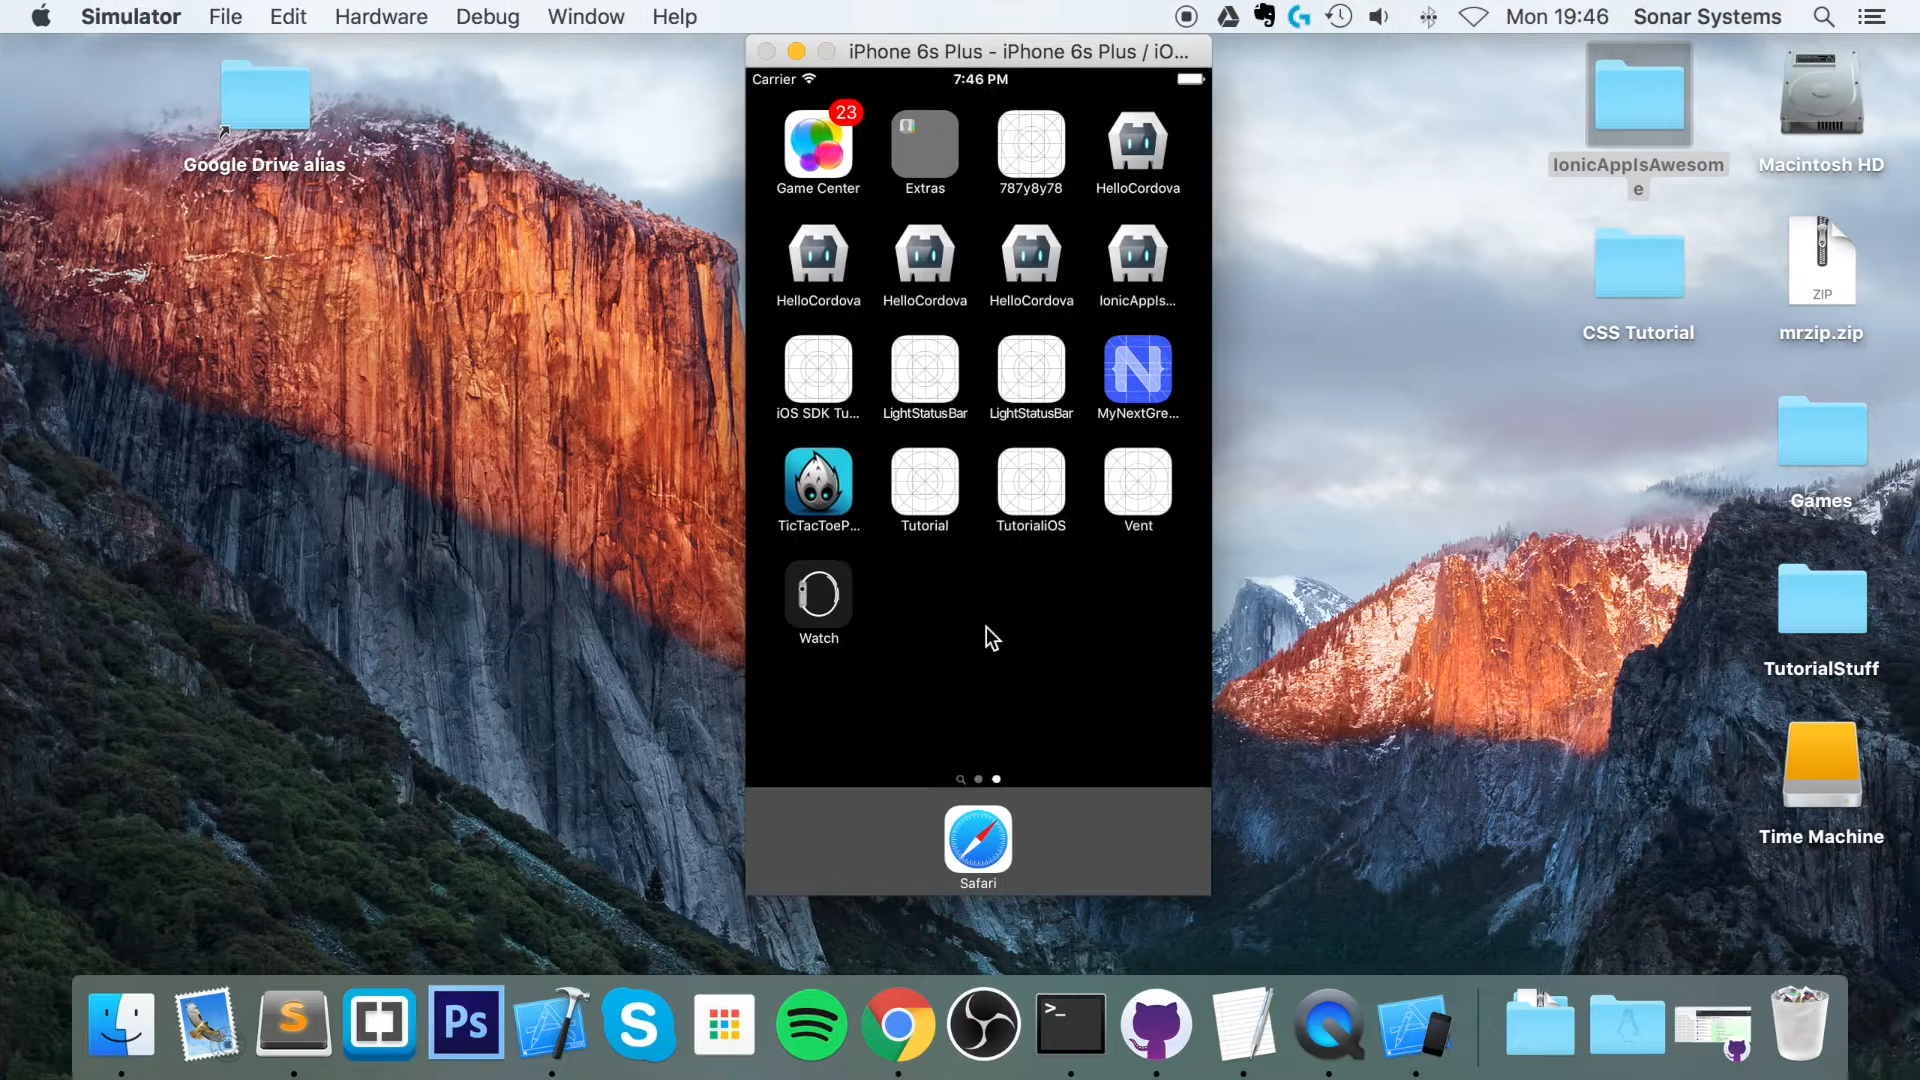 Simulator File Edit Hardware Debug Window Help
Mon 19:46 Sonar Systems
iPhone 6s Plus - iPhone 6s Plus / iO...
Carrier 7:46 PM
23
Game Center Extras 787y8y78 HelloCordova
HelloCordova HelloCordova HelloCordova IonicAppIs...
iOS SDK Tu... LightStatusBar LightStatusBar MyNextGre...
N
TicTacToeP... Tutorial TutorialiOS Vent
Watch
Safari
Google Drive alias
IonicAppIsAwesom
e
Macintosh HD
CSS Tutorial
ZIP
mrzip.zip
Games
TutorialStuff
Time Machine
S
Ps
S
>_